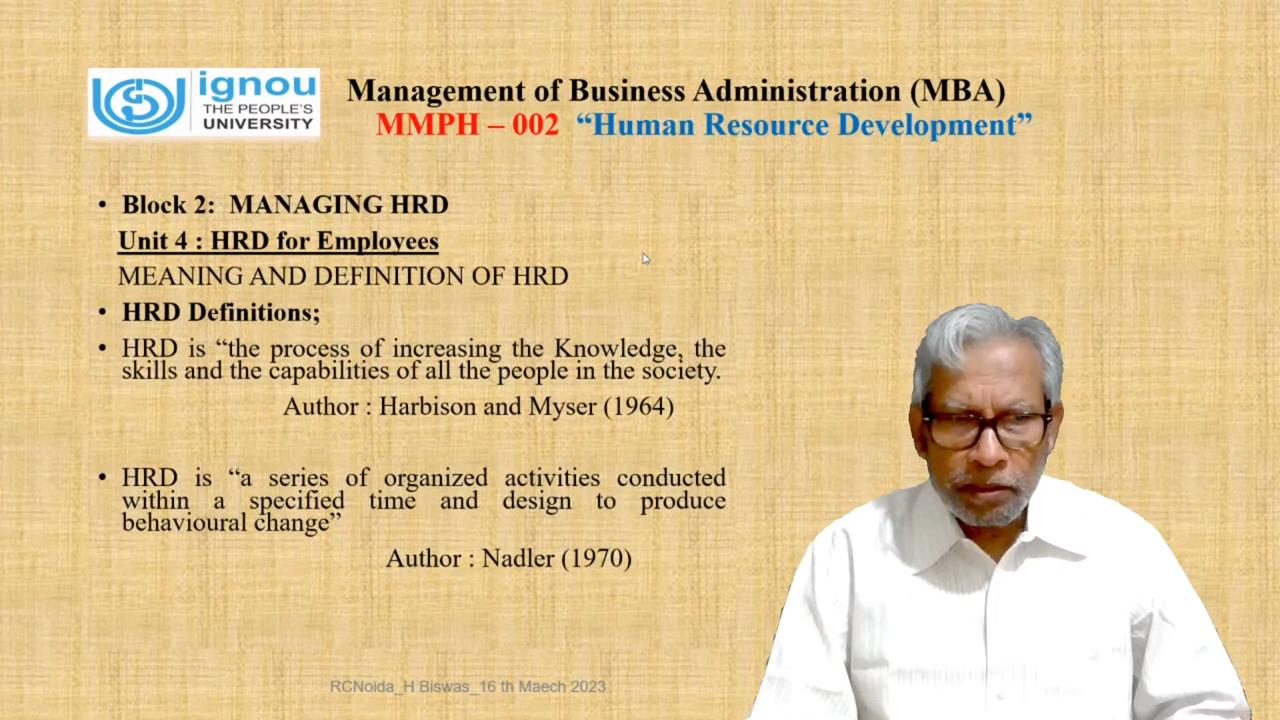 ignou
THE PEOPLE'S
UNIVERSITY
Management of Business Administration (MBA)
MMPH – 002 “Human Resource Development”
• Block 2: MANAGING HRD
Unit 4 : HRD for Employees
MEANING AND DEFINITION OF HRD
• HRD Definitions;
• HRD is “the process of increasing the Knowledge, the
skills and the capabilities of all the people in the society.
Author : Harbison and Myser (1964)
• HRD is “a series of organized activities conducted
within a specified time and design to produce
behavioural change”
Author : Nadler (1970)
RCNoida_H Biswas_16 th Maech 2023